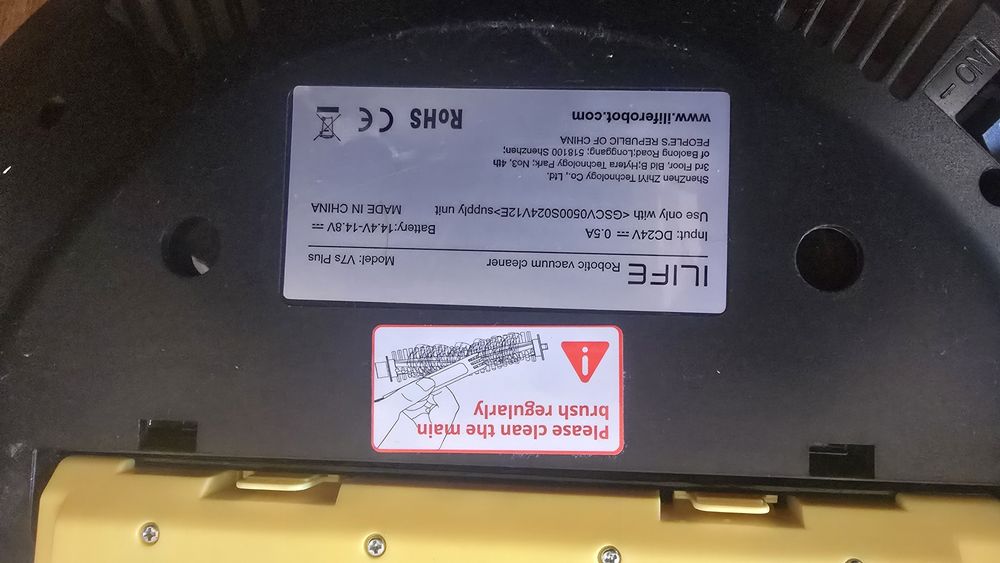 ILIFE Robotic vacuum cleaner Model: V7s Plus
Input: DC24V ⎓ 0.5A Battery:14.4V-14.8V ⎓
Use only with <GSCV0500S024V12E>supply unit MADE IN CHINA
ShenZhen ZhiYi Technology Co., Ltd.
3rd Floor, Bld H;Hytera Technology Park; No3, 4th
of Baolong Road;Longgang; 518100 Shenzhen;
PEOPLE'S REPUBLIC OF CHINA
www.iliferobot.com RoHS CE
Please clean the main
brush regularly
ON